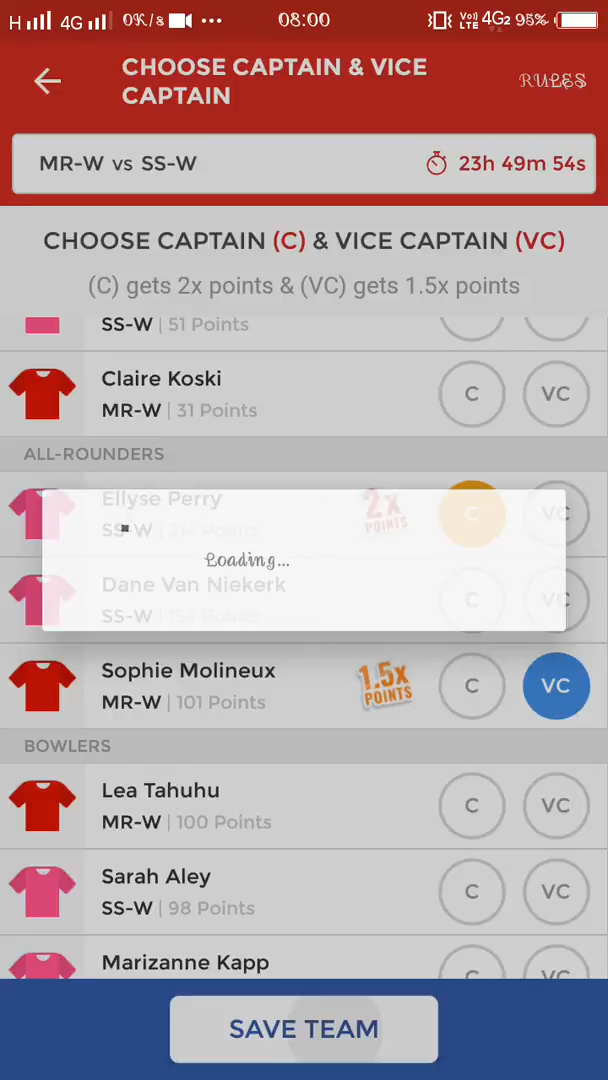 H 4G 0K/s ••• 08:00 Vo) LTE 4G2 95%
CHOOSE CAPTAIN & VICE
CAPTAIN
RULES
MR-W vs SS-W 23h 49m 54s
CHOOSE CAPTAIN (C) & VICE CAPTAIN (VC)
(C) gets 2x points & (VC) gets 1.5x points
SS-W | 51 Points
Claire Koski
MR-W | 31 Points
C VC
ALL-ROUNDERS
Ellyse Perry
SS-W
2x
POINTS
C VC
Loading...
Dane Van Niekerk
SS-W
C VC
Sophie Molineux
MR-W | 101 Points
1.5x
POINTS
C VC
BOWLERS
Lea Tahuhu
MR-W | 100 Points
C VC
Sarah Aley
SS-W | 98 Points
C VC
Marizanne Kapp
C VC
SAVE TEAM